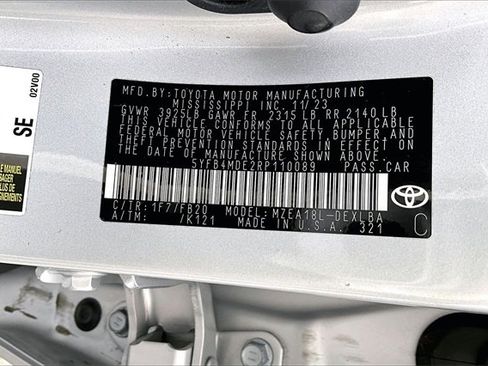 MFD.BY:TOYOTA MOTOR MANUFACTURING
MISSISSIPPI INC. 11/23
GVWR 3925LB GAWR FR 2315 LB RR 2140 LB
THIS VEHICLE CONFORMS TO ALL APPLICABLE
FEDERAL MOTOR VEHICLE SAFETY, BUMPER, AND
THEFT PREVENTION STANDARDS IN EFFECT ON
THE DATE OF MANUFACTURE SHOWN ABOVE.
5YFB4MDE2RP110089 PASS.CAR
C/TR:1F7/FB20 MODEL:MZEA18L-DEXLBA
A/TM: /K121 MADE IN U.S.A. 321
TOYOTA
C
SE
02V00